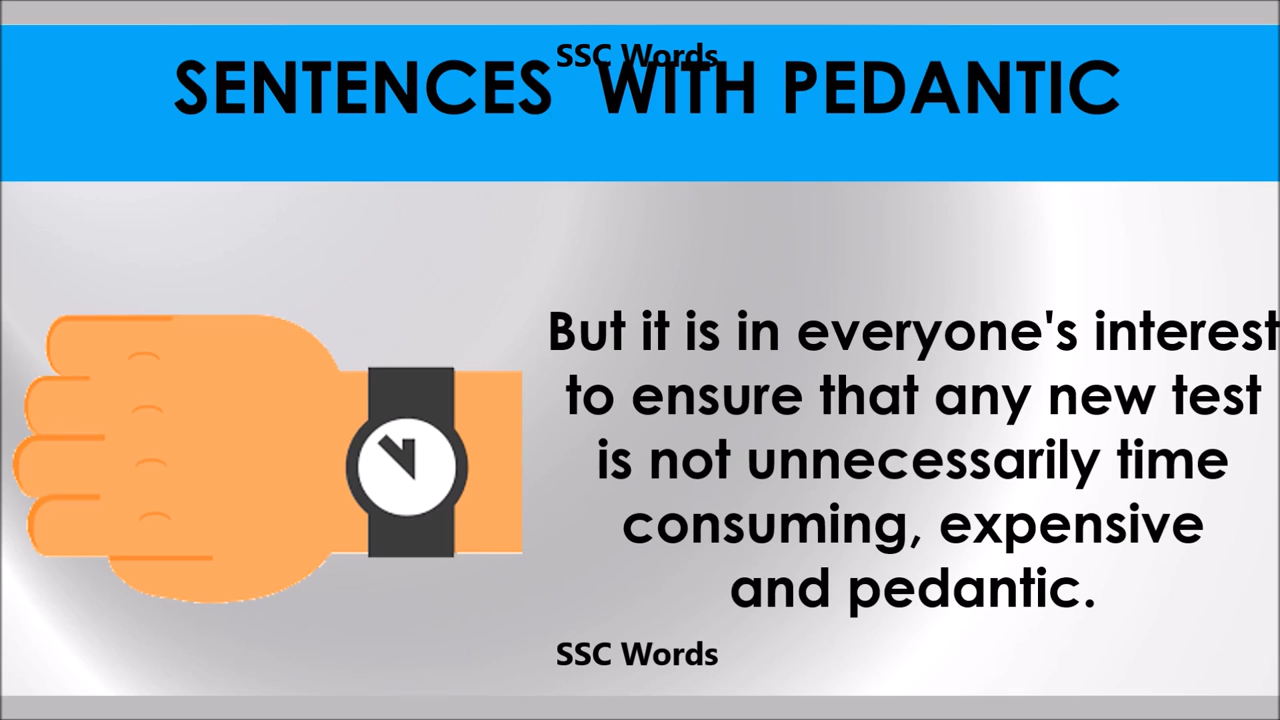 SSC Words
SENTENCES WITH PEDANTIC
But it is in everyone's interest
to ensure that any new test
is not unnecessarily time
consuming, expensive
and pedantic.
SSC Words